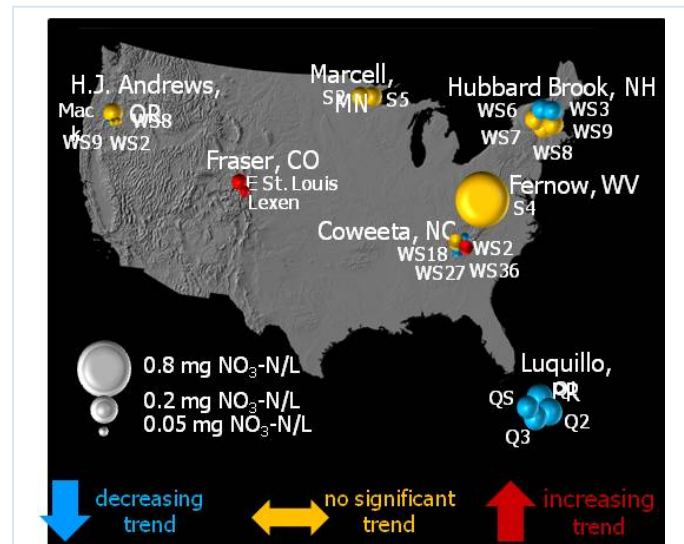 H.J. Andrews,
OR
Mac
k
WS8
WS9 WS2
Marcell,
MN
S2
S5
Hubbard Brook, NH
WS6
WS3
WS7
WS9
WS8
Fraser, CO
E St. Louis
Lexen
Fernow, WV
S4
Coweeta, NC
WS18
WS2
WS27
WS36
0.8 mg NO₃-N/L
0.2 mg NO₃-N/L
0.05 mg NO₃-N/L
Luquillo,
PR
QS
Q2
Q3
decreasing
trend
no significant
trend
increasing
trend